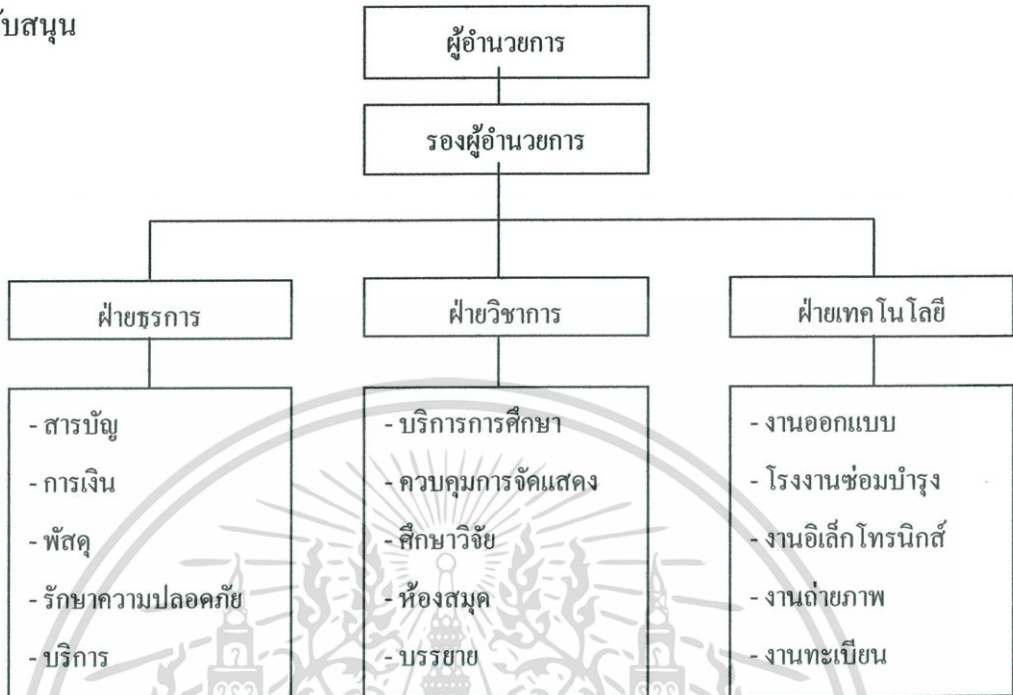 ับสนุน
ผู้อำนวยการ
รองผู้อำนวยการ
ฝ่ายธุรการ
ฝ่ายวิชาการ
ฝ่ายเทคโนโลยี
- สารบัญ
- การเงิน
- พัสดุ
- รักษาความปลอดภัย
- บริการ
- บริการการศึกษา
- ควบคุมการจัดแสดง
- ศึกษาวิจัย
- ห้องสมุด
- บรรยาย
- งานออกแบบ
- โรงงานซ่อมบำรุง
- งานอิเล็กโทรนิกส์
- งานถ่ายภาพ
- งานทะเบียน